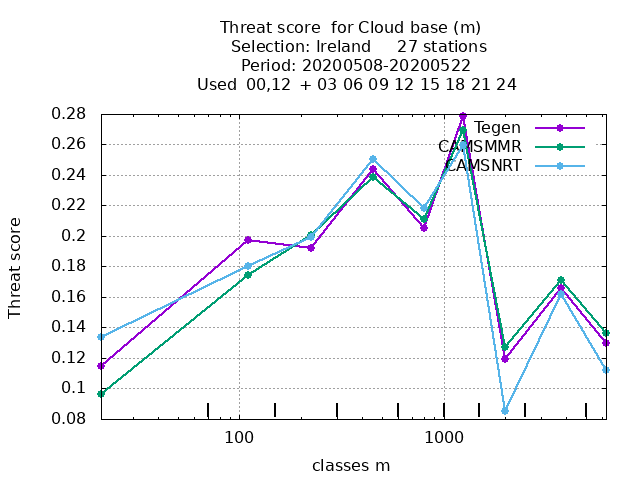 Threat score  for Cloud base (m)
Selection: Ireland     27 stations
Period: 20200508-20200522
Used  00,12  + 03 06 09 12 15 18 21 24
0.28
0.26
0.24
0.22
0.2
0.18
0.16
0.14
0.12
0.1
0.08
Threat score
Tegen
CAMSMMR
CAMSNRT
100
1000
classes m